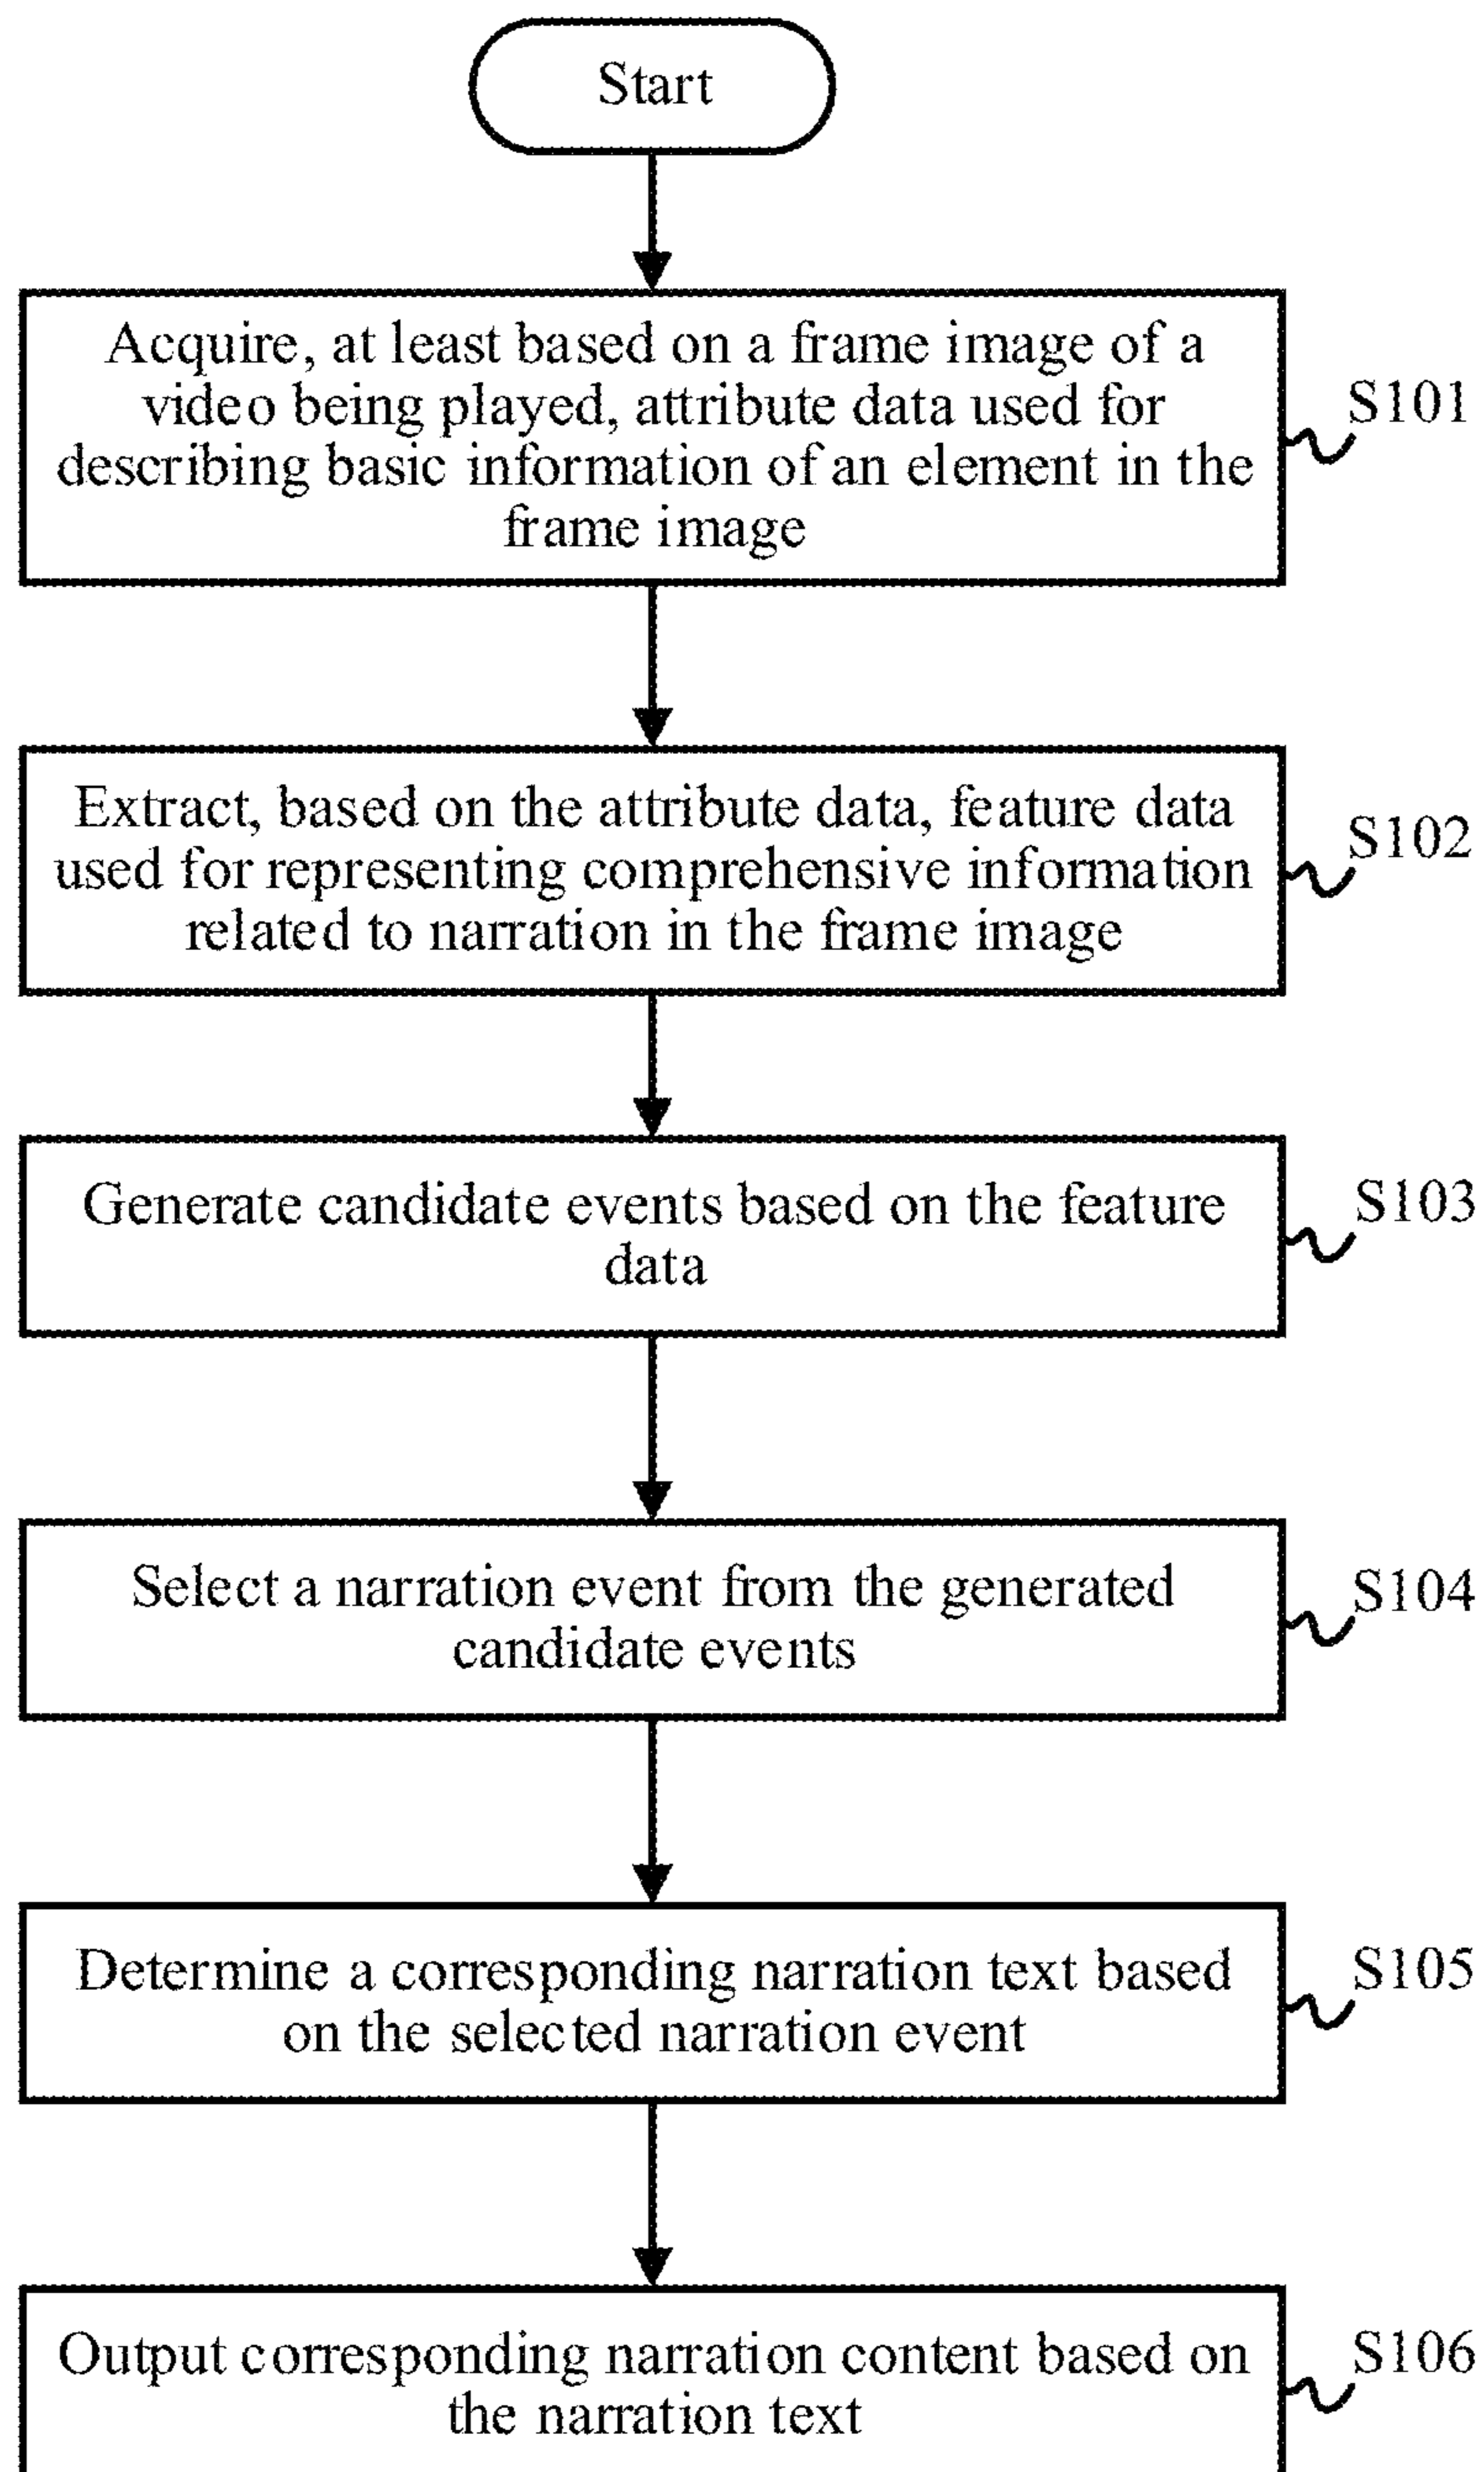 Start
Acquire, at least based on a frame image of a
video being played, attribute data used for
describing basic information of an element in the
frame image
S101
Extract, based on the attribute data, feature data
used for representing comprehensive information
related to narration in the frame image
S102
Generate candidate events based on the feature
data
S103
Select a narration event from the generated
candidate events
S104
Determine a corresponding narration text based
on the selected narration event
S105
Output corresponding narration content based on
the narration text
S106